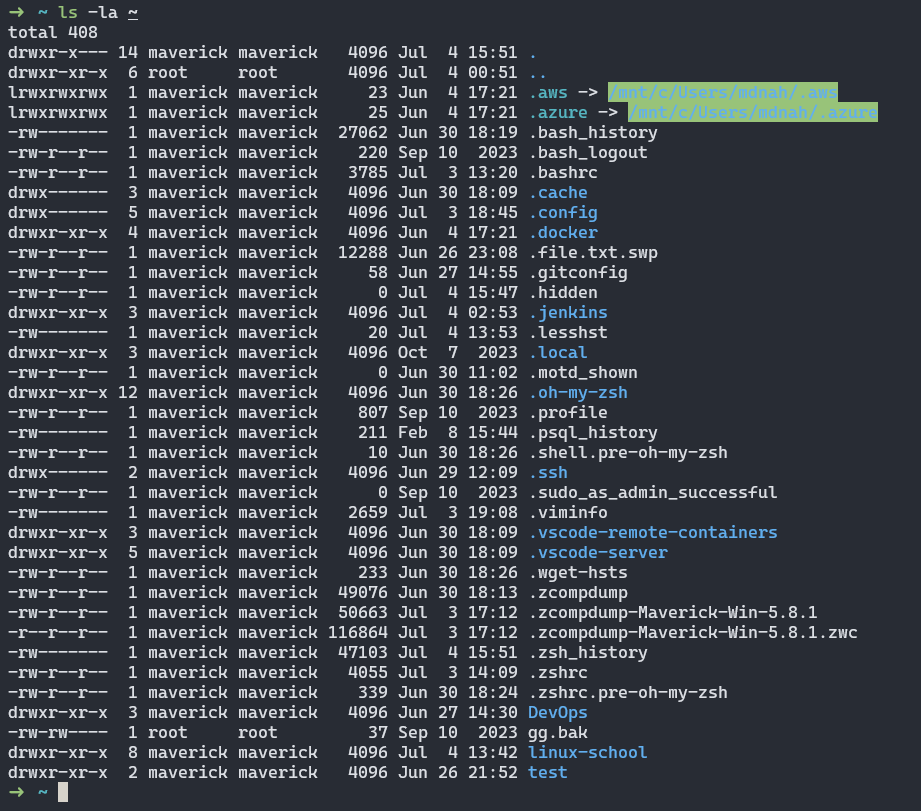 ➜  ~ ls -la ~
total 408
drwxr-x--- 14 maverick maverick   4096 Jul  4 15:51 .
drwxr-xr-x  6 root     root       4096 Jul  4 00:51 ..
lrwxrwxrwx  1 maverick maverick     23 Jun  4 17:21 .aws -> /mnt/c/Users/mdnah/.aws
lrwxrwxrwx  1 maverick maverick     25 Jun  4 17:21 .azure -> /mnt/c/Users/mdnah/.azure
-rw-------  1 maverick maverick  27062 Jun 30 18:19 .bash_history
-rw-r--r--  1 maverick maverick    220 Sep 10  2023 .bash_logout
-rw-r--r--  1 maverick maverick   3785 Jul  3 13:20 .bashrc
drwx------  3 maverick maverick   4096 Jun 30 18:09 .cache
drwx------  5 maverick maverick   4096 Jul  3 18:45 .config
drwxr-xr-x  4 maverick maverick   4096 Jun  4 17:21 .docker
-rw-r--r--  1 maverick maverick  12288 Jun 26 23:08 .file.txt.swp
-rw-r--r--  1 maverick maverick     58 Jun 27 14:55 .gitconfig
-rw-r--r--  1 maverick maverick      0 Jul  4 15:47 .hidden
drwxr-xr-x  3 maverick maverick   4096 Jul  4 02:53 .jenkins
-rw-------  1 maverick maverick     20 Jul  4 13:53 .lesshst
drwxr-xr-x  3 maverick maverick   4096 Oct  7  2023 .local
-rw-r--r--  1 maverick maverick      0 Jun 30 11:02 .motd_shown
drwxr-xr-x 12 maverick maverick   4096 Jun 30 18:26 .oh-my-zsh
-rw-r--r--  1 maverick maverick    807 Sep 10  2023 .profile
-rw-------  1 maverick maverick    211 Feb  8 15:44 .psql_history
-rw-r--r--  1 maverick maverick     10 Jun 30 18:26 .shell.pre-oh-my-zsh
drwx------  2 maverick maverick   4096 Jun 29 12:09 .ssh
-rw-r--r--  1 maverick maverick      0 Sep 10  2023 .sudo_as_admin_successful
-rw-------  1 maverick maverick   2659 Jul  3 19:08 .viminfo
drwxr-xr-x  3 maverick maverick   4096 Jun 30 18:09 .vscode-remote-containers
drwxr-xr-x  5 maverick maverick   4096 Jun 30 18:09 .vscode-server
-rw-r--r--  1 maverick maverick    233 Jun 30 18:26 .wget-hsts
-rw-r--r--  1 maverick maverick  49076 Jun 30 18:13 .zcompdump
-rw-r--r--  1 maverick maverick  50663 Jul  3 17:12 .zcompdump-Maverick-Win-5.8.1
-r--r--r--  1 maverick maverick 116864 Jul  3 17:12 .zcompdump-Maverick-Win-5.8.1.zwc
-rw-------  1 maverick maverick  47103 Jul  4 15:51 .zsh_history
-rw-r--r--  1 maverick maverick   4055 Jul  3 14:09 .zshrc
-rw-r--r--  1 maverick maverick    339 Jun 30 18:24 .zshrc.pre-oh-my-zsh
drwxr-xr-x  3 maverick maverick   4096 Jun 27 14:30 DevOps
-rw-rw----  1 root     root         37 Sep 10  2023 gg.bak
drwxr-xr-x  8 maverick maverick   4096 Jul  4 13:42 linux-school
drwxr-xr-x  2 maverick maverick   4096 Jun 26 21:52 test
➜  ~